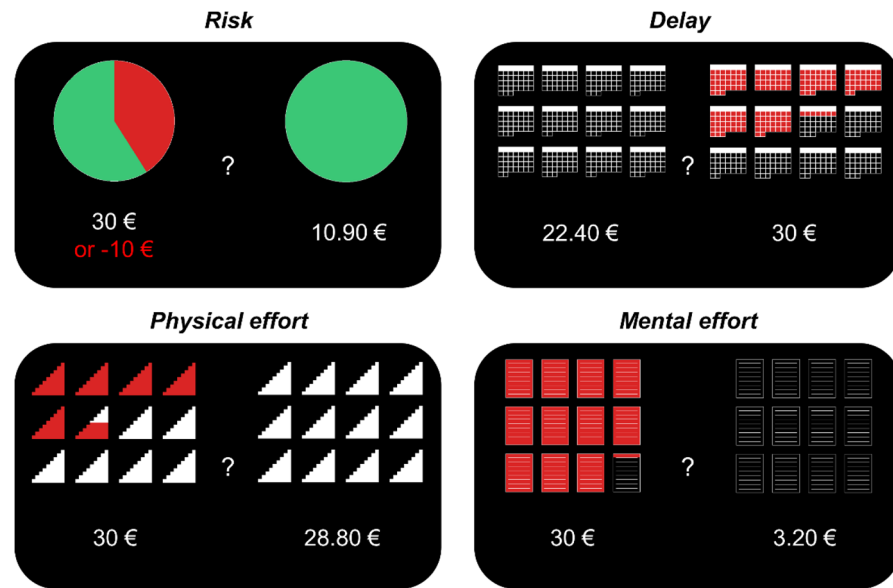 Risk
?
30 €
or -10 €
10.90 €
Delay
?
22.40 €
30 €
Physical effort
?
30 €
28.80 €
Mental effort
?
30 €
3.20 €